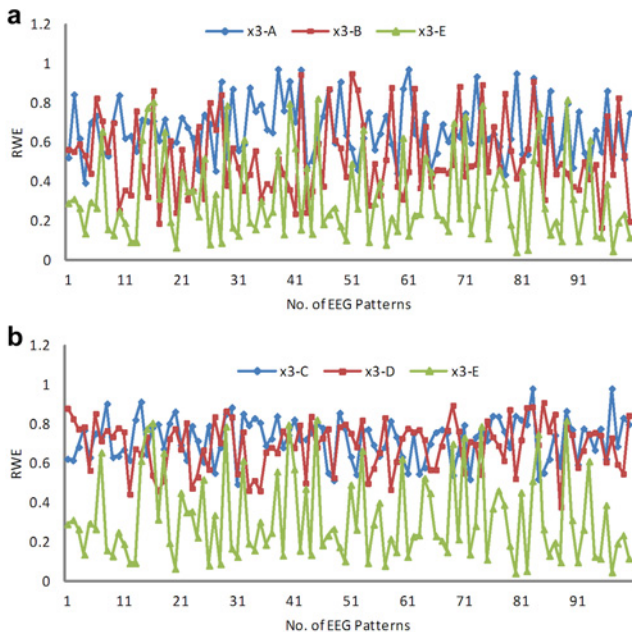 a
x3-A x3-B x3-E
1.2
1
0.8
0.6
0.4
0.2
0
RWE
1 11 21 31 41 51 61 71 81 91
No. of EEG Patterns
b
x3-C x3-D x3-E
1.2
1
0.8
0.6
0.4
0.2
0
RWE
1 11 21 31 41 51 61 71 81 91
No. of EEG Patterns